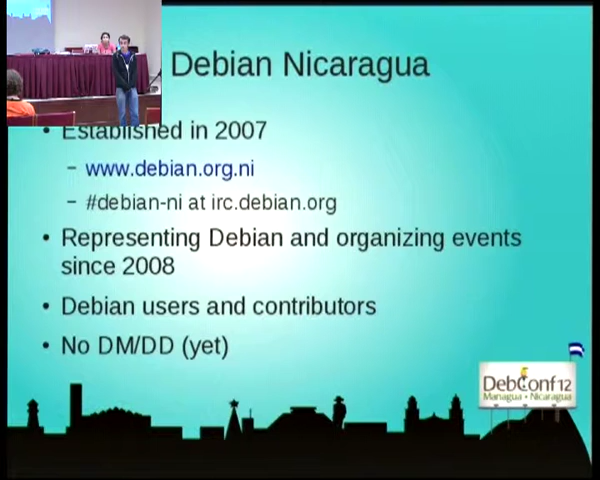 Debian Nicaragua
• Established in 2007
– www.debian.org.ni
– #debian-ni at irc.debian.org
• Representing Debian and organizing events
since 2008
• Debian users and contributors
• No DM/DD (yet)
DebConf12
Managua • Nicaragua